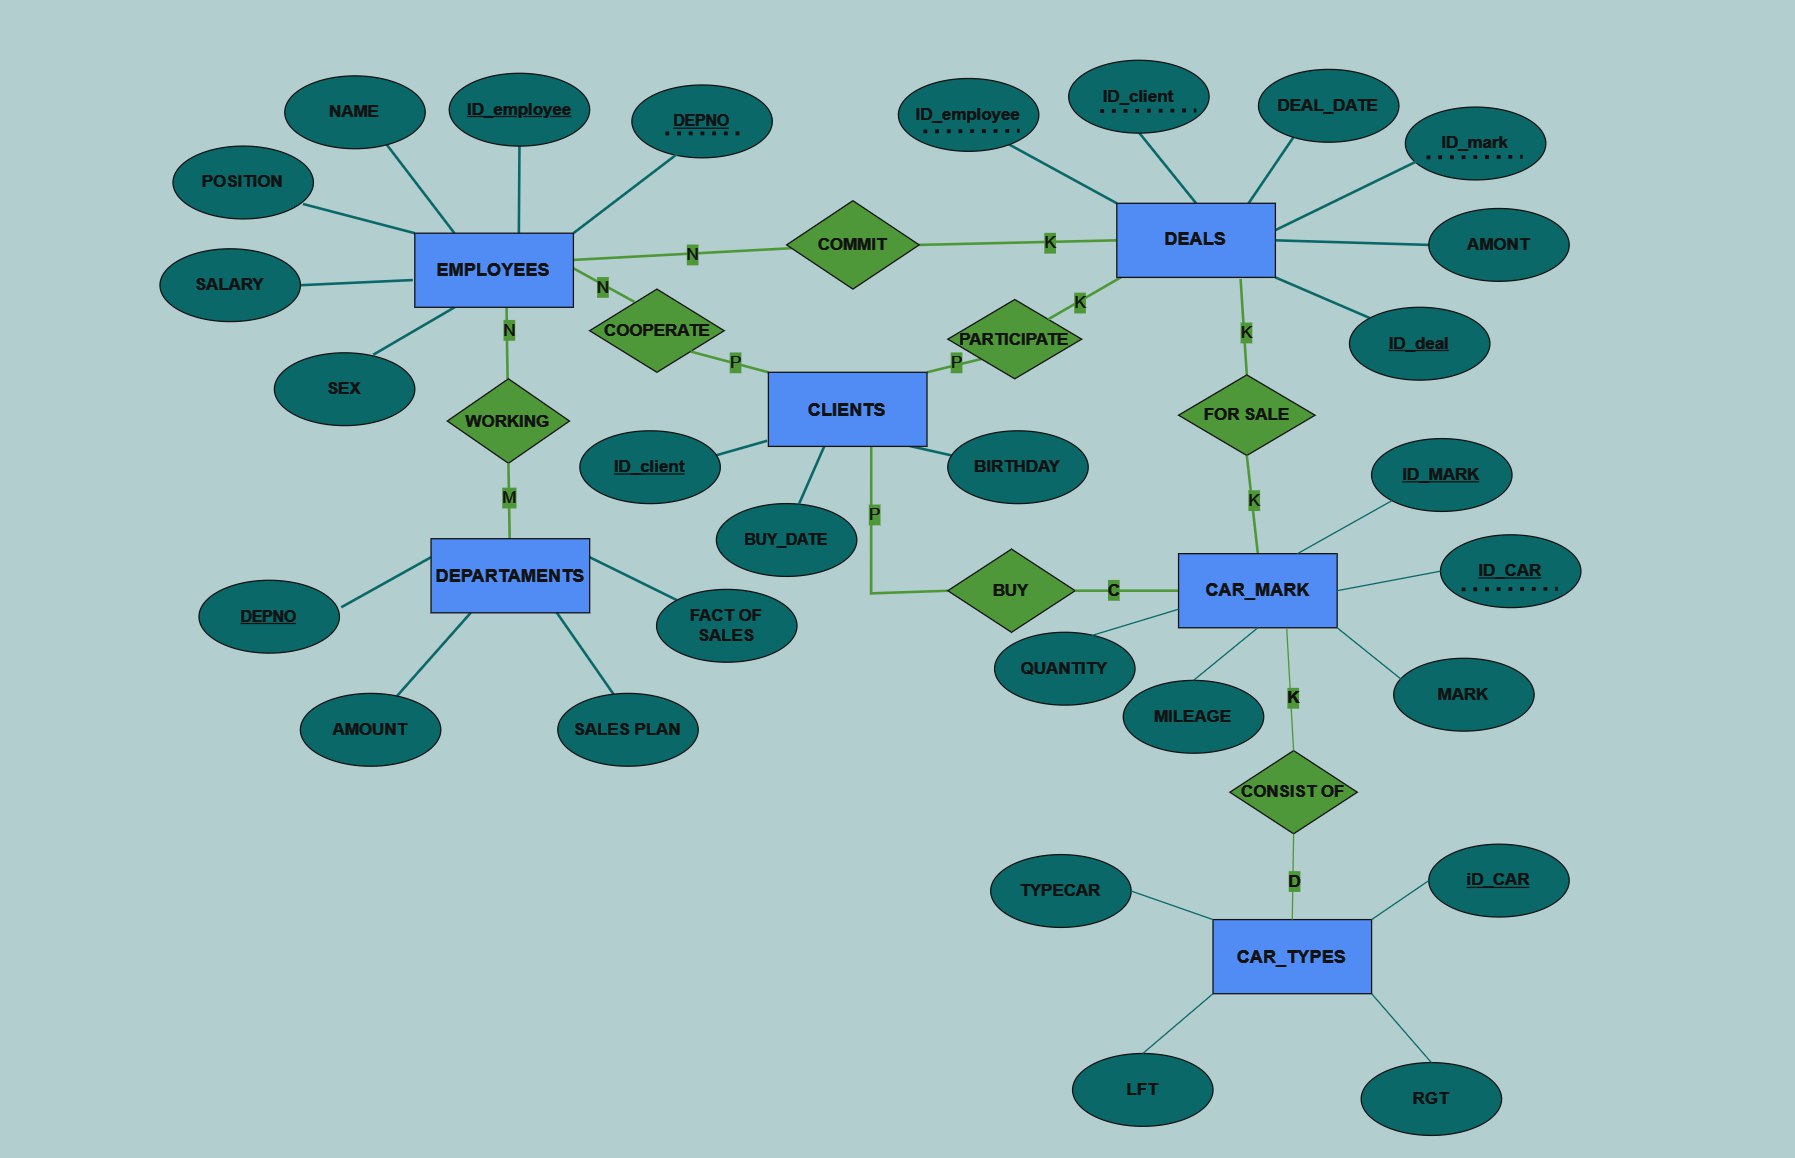 NAME
ID_employee
DEPNO
POSITION
SALARY
SEX
EMPLOYEES
N
COMMIT
K
N
COOPERATE
P
N
WORKING
M
DEPARTAMENTS
DEPNO
AMOUNT
SALES PLAN
FACT OF
SALES
ID_employee
ID_client
DEAL_DATE
ID_mark
AMONT
ID_deal
DEALS
K
PARTICIPATE
P
CLIENTS
ID_client
BUY_DATE
BIRTHDAY
P
BUY
C
K
FOR SALE
K
CAR_MARK
ID_MARK
ID_CAR
QUANTITY
MILEAGE
MARK
K
CONSIST OF
D
CAR_TYPES
TYPECAR
iD_CAR
LFT
RGT